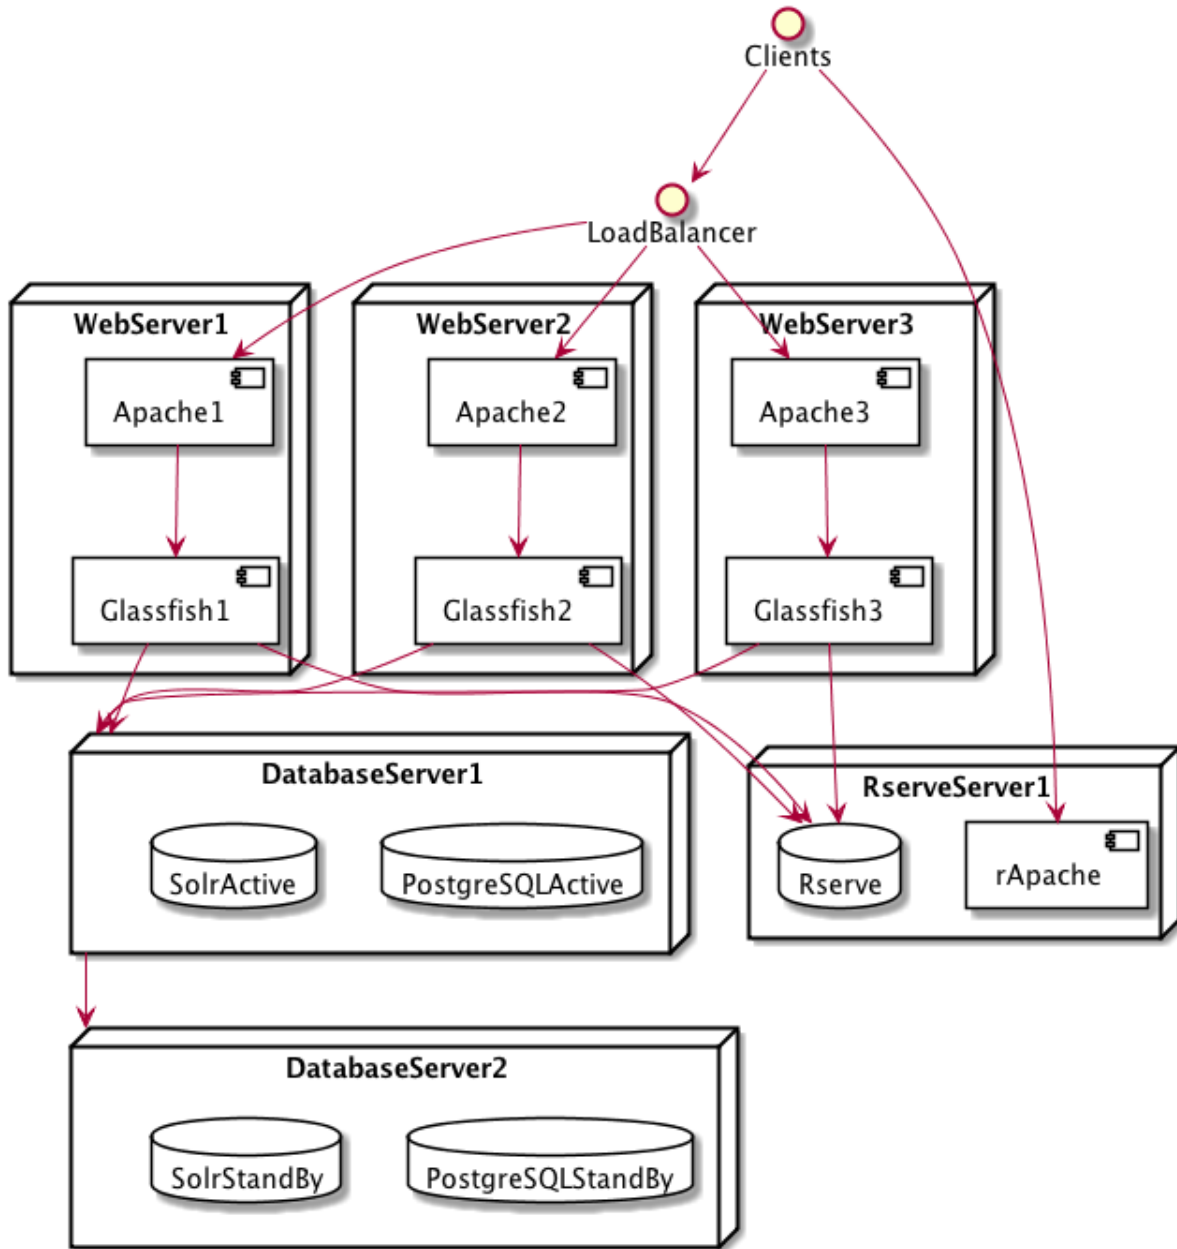 Clients
LoadBalancer
WebServer1
WebServer2
WebServer3
Apache1
Apache2
Apache3
Glassfish1
Glassfish2
Glassfish3
DatabaseServer1
RserveServer1
SolrActive
PostgreSQLActive
Rserve
rApache
DatabaseServer2
SolrStandBy
PostgreSQLStandBy